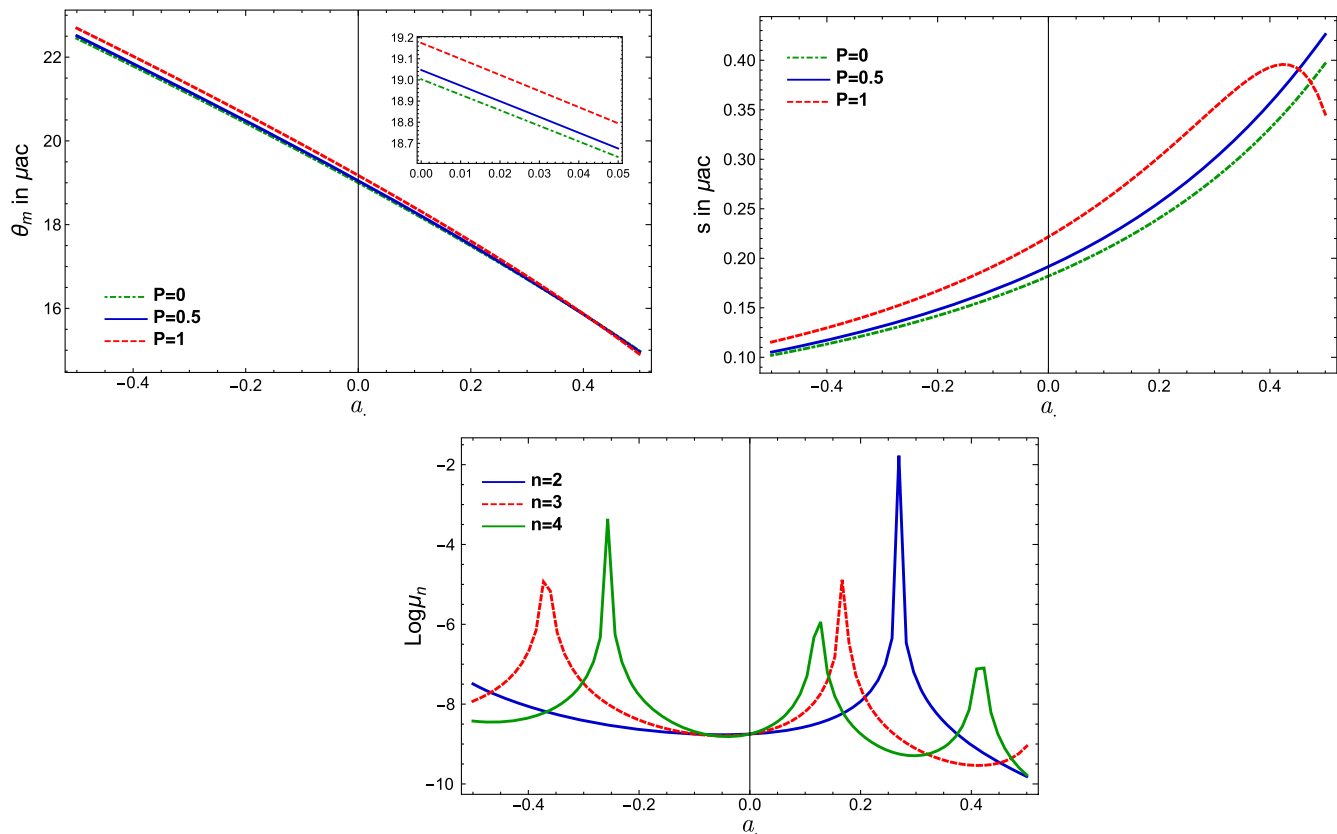 22
20
18
16
θm in μac
−0.4 −0.2 0.0 0.2 0.4
a.
P=0
P=0.5
P=1
19.2
19.1
19.0
18.9
18.8
18.7
0.00 0.01 0.02 0.03 0.04 0.05
0.40
0.35
0.30
0.25
0.20
0.15
0.10
s in μac
−0.4 −0.2 0.0 0.2 0.4
a.
P=0
P=0.5
P=1
−2
−4
−6
−8
−10
Logμn
−0.4 −0.2 0.0 0.2 0.4
a.
n=2
n=3
n=4